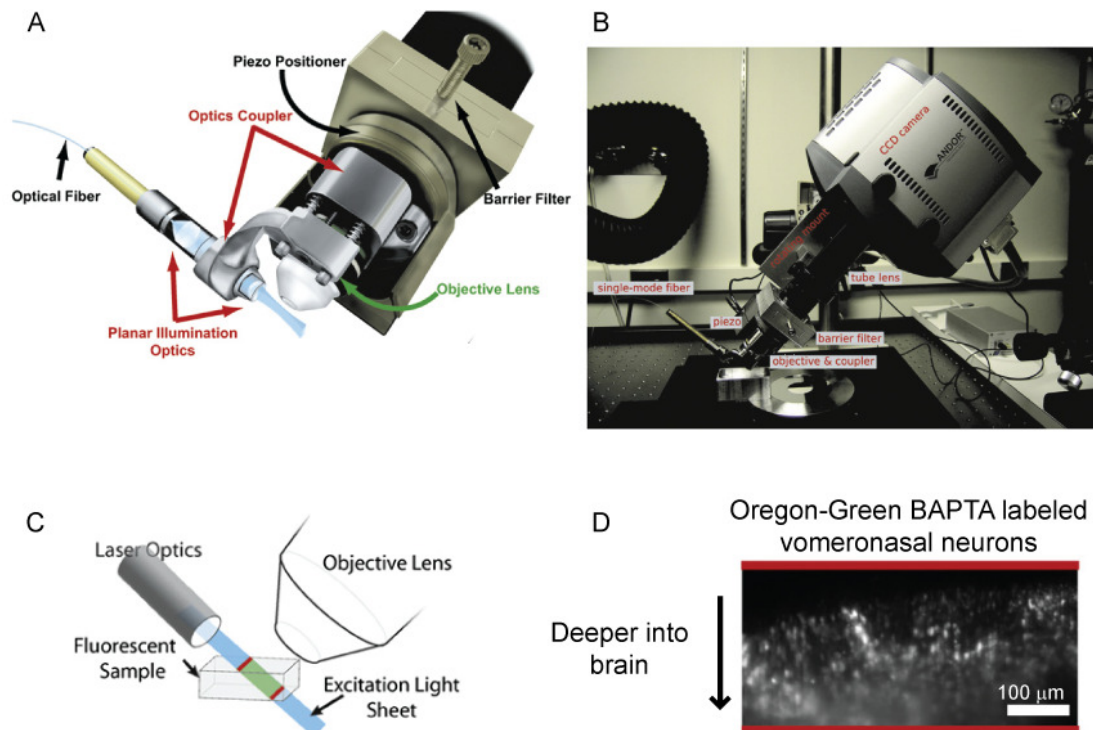 A
Piezo Positioner
Optics Coupler
Optical Fiber
Barrier Filter
Objective Lens
Planar Illumination
Optics
B
CCD camera
ANDOR
rotating mount
tube lens
single-mode fiber
piezo
barrier filter
objective & coupler
C
Laser Optics
Objective Lens
Fluorescent
Sample
Excitation Light
Sheet
D
Oregon-Green BAPTA labeled
vomeronasal neurons
Deeper into
brain
100 μm